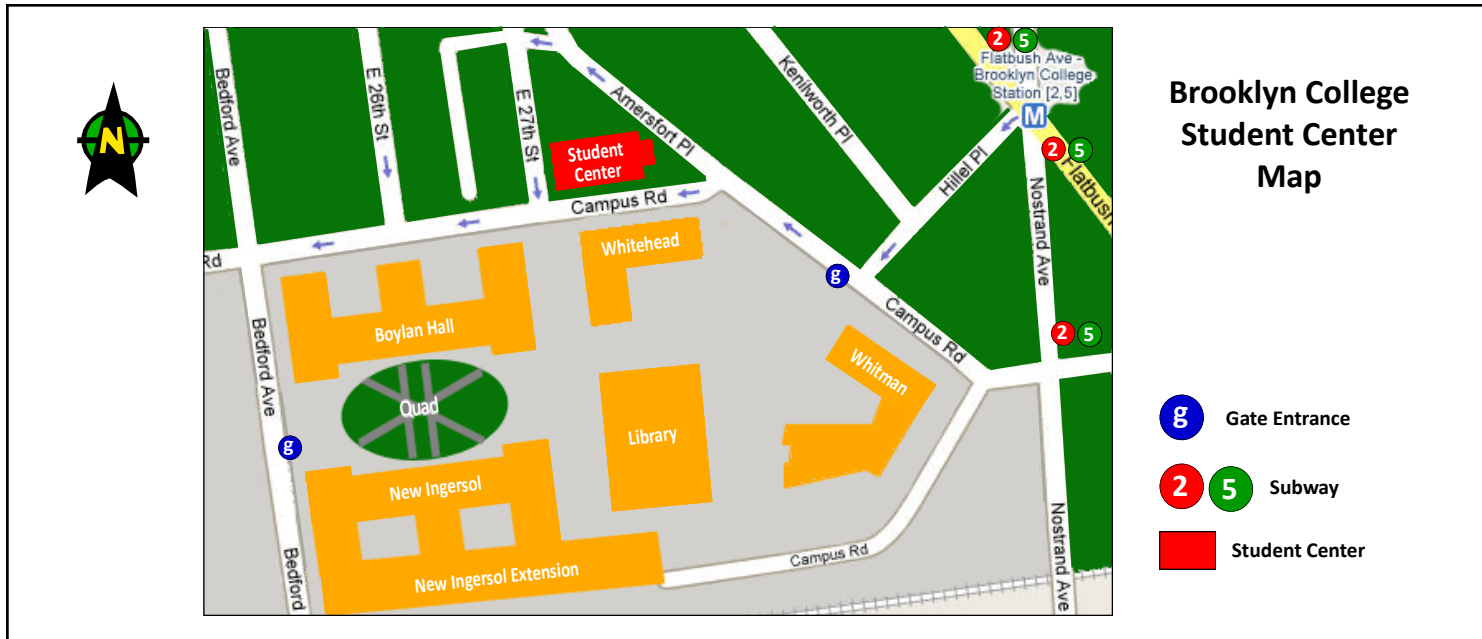 N
Bedford Ave
E 26th St
E 27th St
Amersfort Pl
Kenilworth Pl
2 5
Flatbush Ave -
Brooklyn College
Station [2,5]
M
2 5
Flatbush
Hillel Pl
Nostrand Ave
Student
Center
Campus Rd
Rd
Whitehead
g
Boylan Hall
Bedford Ave
Campus Rd
2 5
Whitman
Quad
g
Library
New Ingersol
New Ingersol Extension
Bedford
Campus Rd
Nostrand Ave
Brooklyn College
Student Center
Map
g Gate Entrance
2 5 Subway
Student Center